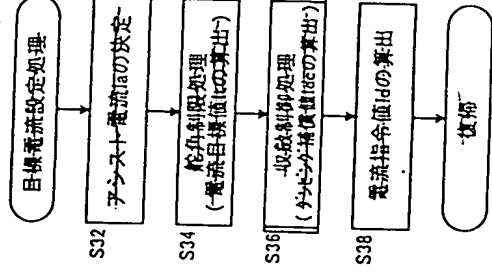 目標電流設定処理
S32
アシスト電流Iaの決定
S34
舵角制限処理
(電流目標値Itの算出)
S36
収斂制御処理
(ダンピング補償値Idcの算出)
S38
電流指令値Idの算出
復帰